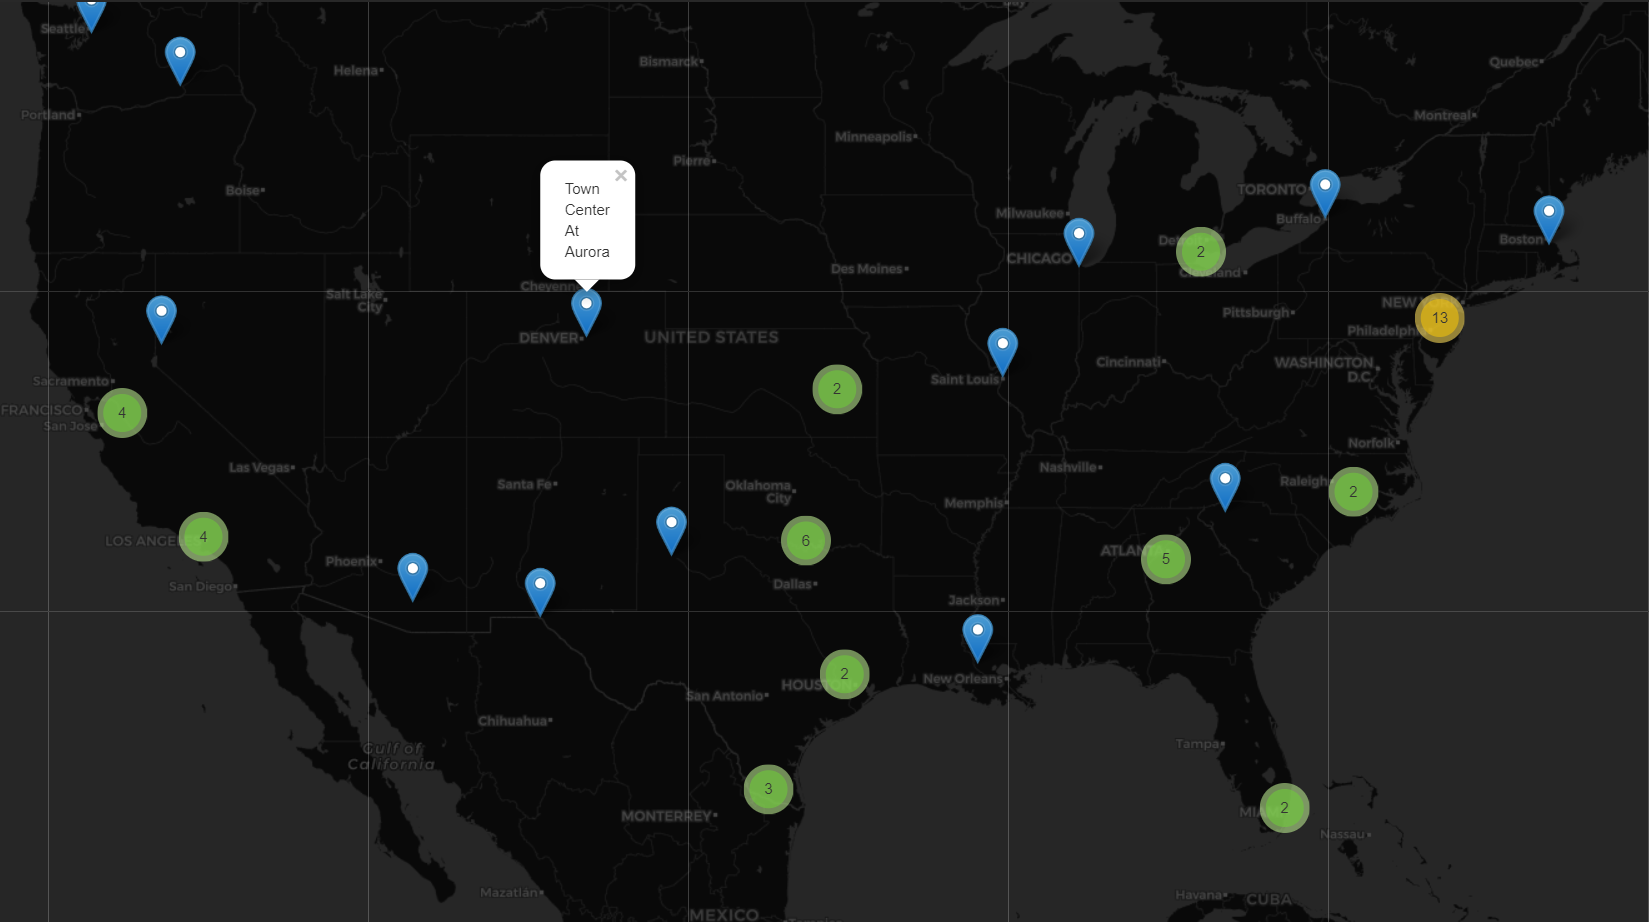 Seattle
Helena
Bismarck
Quebec
Portland
Montreal
Minneapolis
Pierre
Town
Center
At
Aurora
Boise
TORONTO
Milwaukee
Buffalo
Boston
CHICAGO
2
Des Moines
Cheyenn
Salt Lake
City
NEW
13
Pittsburgh
Philadelph
DENVER
UNITED STATES
Cincinnati
WASHINGTON
D.C.
Saint Louis
Sacramento
2
FRANCISCO
4
San Jose
Norfolk
Las Vegas
Nashville
Santa Fe
Oklahoma
City
Raleigh
2
Memphis
LOS ANGEL
4
6
ATLAN
5
Phoenix
San Diego
Dallas
Jackson
2
HOUS
New Orleans
San Antonio
Chihuahua
Gulf of
California
Tampa
3
MONTERREY
MIA
2
Nassau
Mazatlán
Havana
CUBA
MEXICO